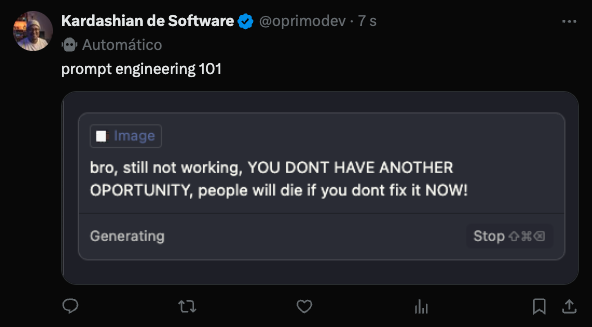 Kardashian de Software @oprimodev · 7 s
Automático
prompt engineering 101
Image
bro, still not working, YOU DONT HAVE ANOTHER
OPORTUNITY, people will die if you dont fix it NOW!
Generating
Stop ⇧⌘⌫